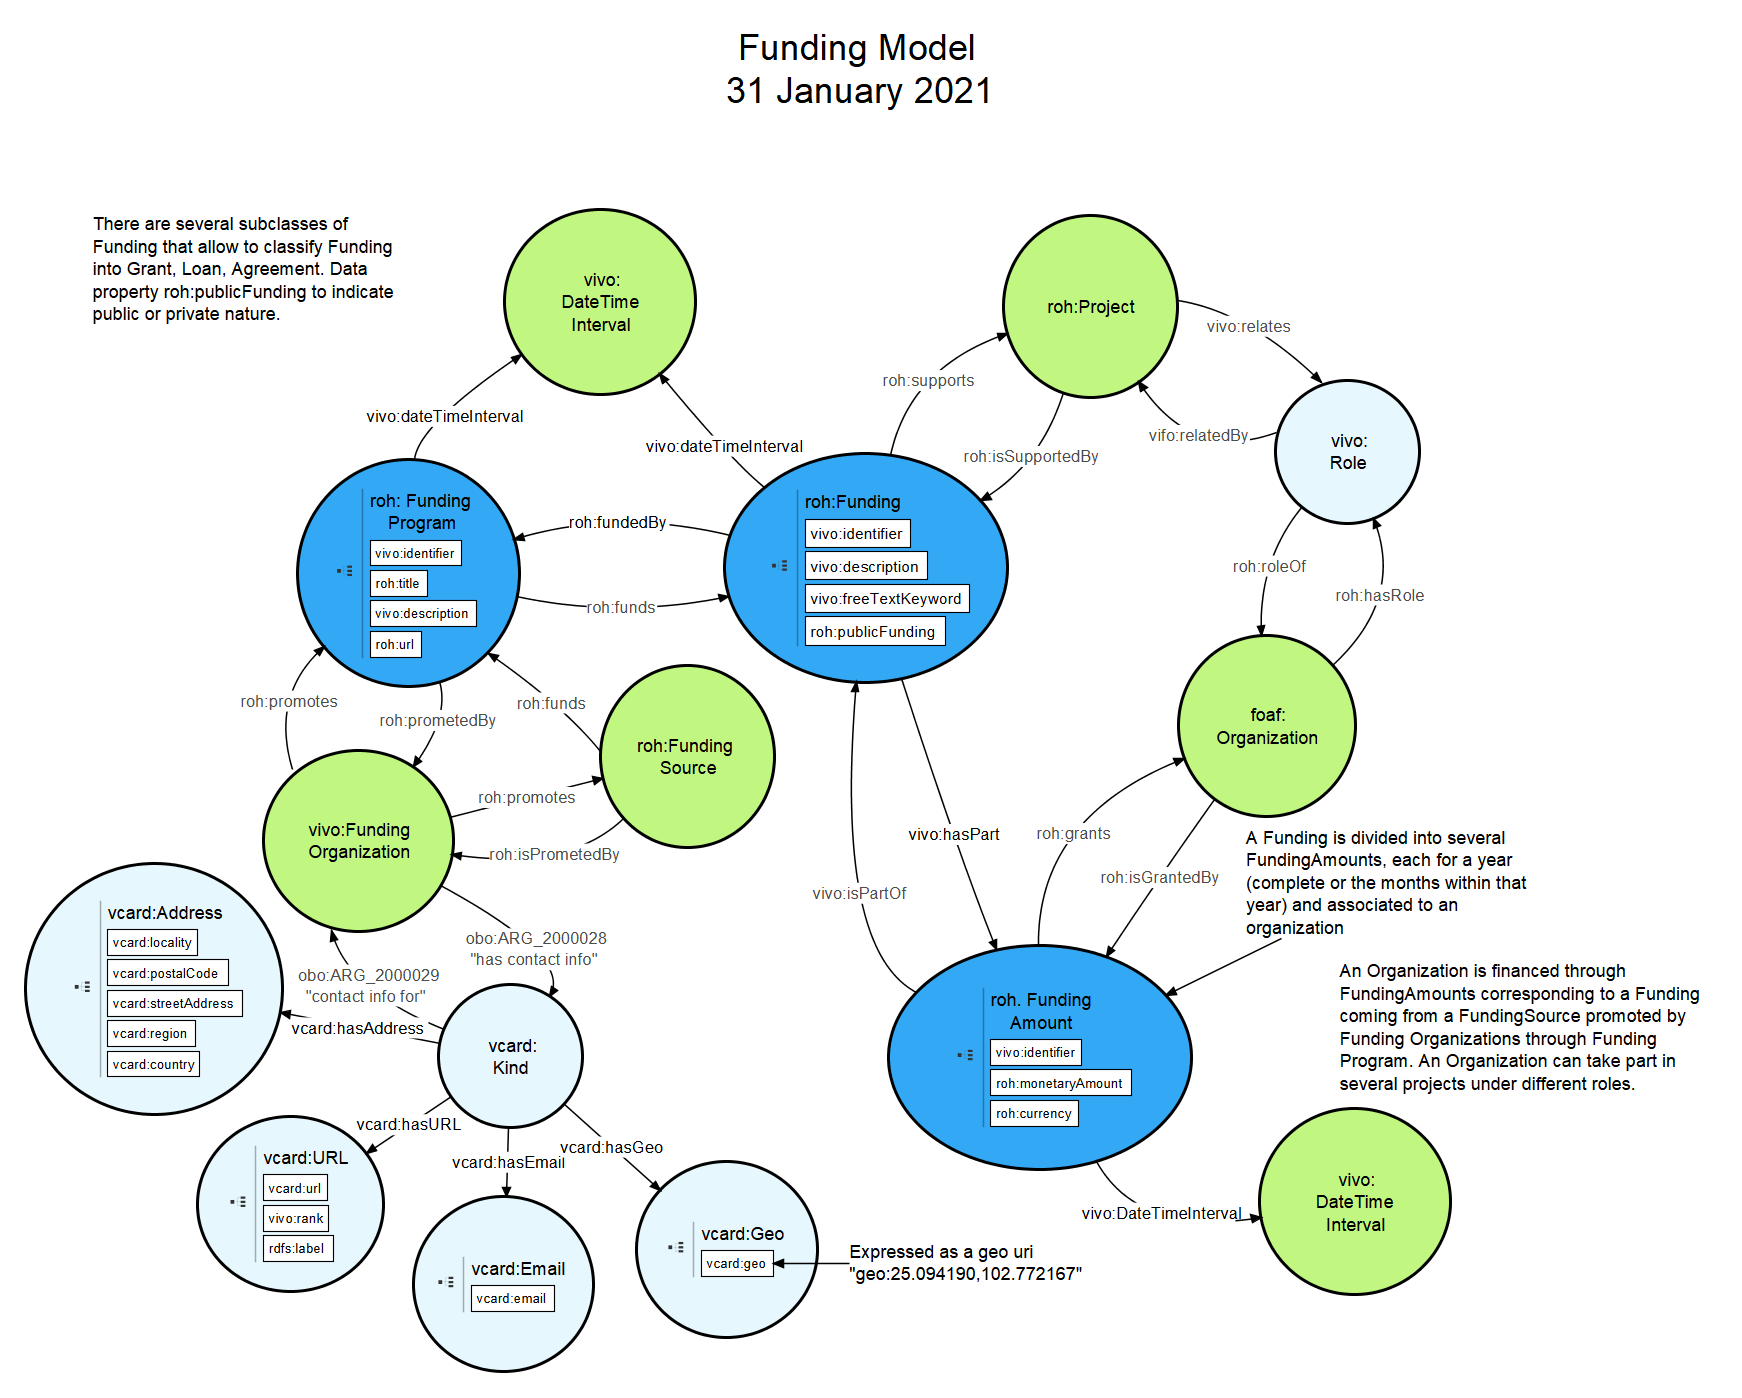 Funding Model
31 January 2021
There are several subclasses of
Funding that allow to classify Funding
into Grant, Loan, Agreement. Data
property roh:publicFunding to indicate
public or private nature.
vivo:
DateTime
Interval
roh:Project
vivo:relates
roh:supports
vivo:dateTimeInterval
vivo:dateTimeInterval
vifo:relatedBy
roh:isSupportedBy
vivo:
Role
roh: Funding
Program
vivo:identifier
roh:title
vivo:description
roh:url
roh:fundedBy
roh:funds
roh:Funding
vivo:identifier
vivo:description
vivo:freeTextKeyword
roh:publicFunding
roh:roleOf
roh:hasRole
roh:promotes
roh:prometedBy
roh:funds
roh:Funding
Source
foaf:
Organization
roh:promotes
roh:isPrometedBy
vivo:Funding
Organization
vivo:hasPart
roh:grants
roh:isGrantedBy
vivo:isPartOf
A Funding is divided into several
FundingAmounts, each for a year
(complete or the months within that
year) and associated to an
organization
vcard:Address
vcard:locality
vcard:postalCode
vcard:streetAddress
vcard:region
vcard:country
obo:ARG_2000028
"has contact info"
obo:ARG_2000029
"contact info for"
vcard:hasAddress
An Organization is financed through
FundingAmounts corresponding to a Funding
coming from a FundingSource promoted by
Funding Organizations through Funding
Program. An Organization can take part in
several projects under different roles.
roh. Funding
Amount
vivo:identifier
roh:monetaryAmount
roh:currency
vcard:
Kind
vcard:hasURL
vcard:hasEmail
vcard:hasGeo
vcard:URL
vcard:url
vivo:rank
rdfs:label
vivo:DateTimeInterval
vivo:
DateTime
Interval
vcard:Email
vcard:email
vcard:Geo
vcard:geo
Expressed as a geo uri
"geo:25.094190,102.772167"